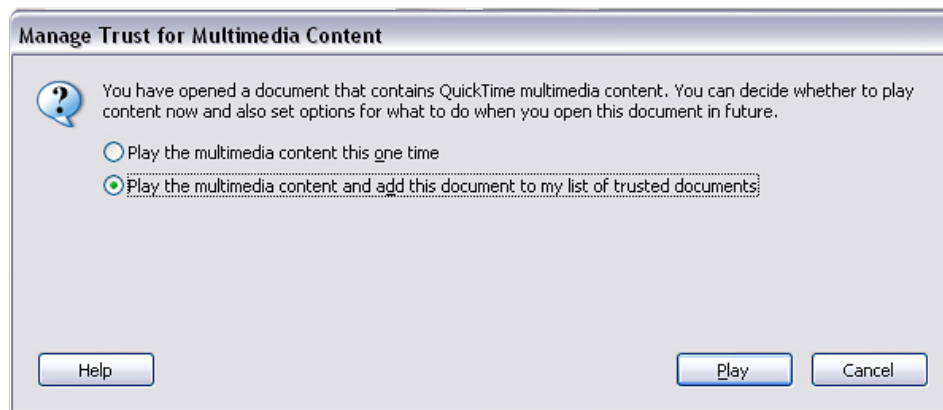 Manage Trust for Multimedia Content
You have opened a document that contains QuickTime multimedia content. You can decide whether to play
content now and also set options for what to do when you open this document in future.
Play the multimedia content this one time
Play the multimedia content and add this document to my list of trusted documents
Help
Play
Cancel